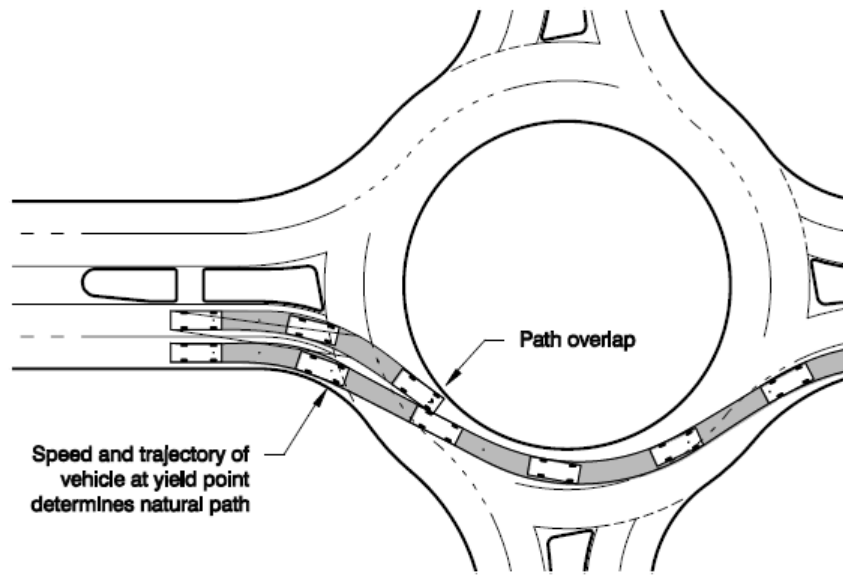 Path overlap
Speed and trajectory of
vehicle at yield point
determines natural path